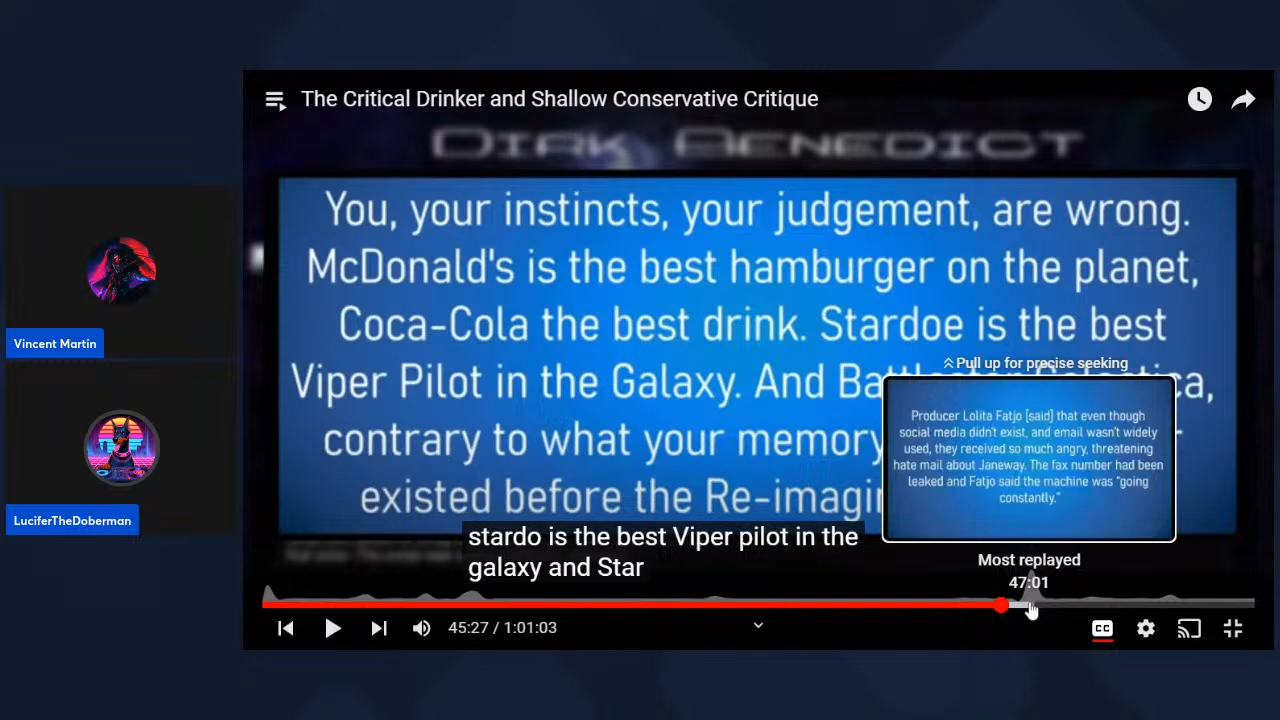 The Critical Drinker and Shallow Conservative Critique
DIRK BENEDICT
You, your instincts, your judgement, are wrong.
McDonald's is the best hamburger on the planet,
Coca-Cola the best drink. Stardoe is the best
Viper Pilot in the Galaxy. And
contrary to what your memory
existed before the Re-imagin
Pull up for precise seeking
Producer Lolita Fatjo [said] that even though
social media didn't exist, and email wasn't widely
used, they received so much angry, threatening
hate mail about Janeway. The fax number had been
leaked and Fatjo said the machine was "going
constantly."
stardo is the best Viper pilot in the
galaxy and Star
Most replayed
47:01
45:27 / 1:01:03
CC
Vincent Martin
LuciferTheDoberman